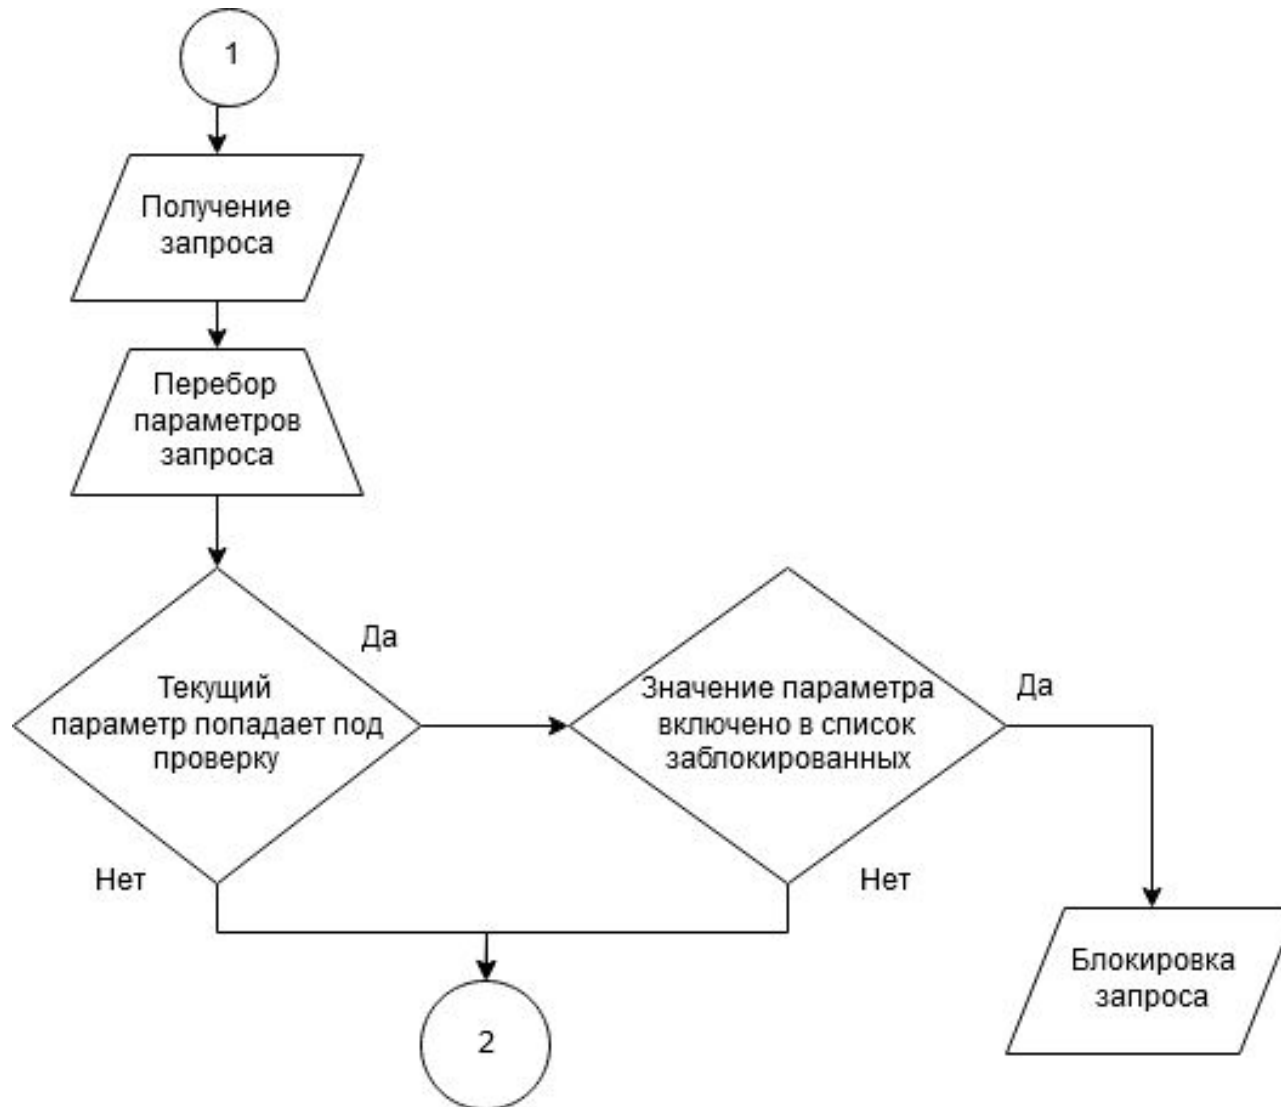 1
Получение
запроса
Перебор
параметров
запроса
Да
Текущий
параметр попадает под
проверку
Нет
Значение параметра
включено в список
заблокированных
Да
Нет
Блокировка
запроса
2